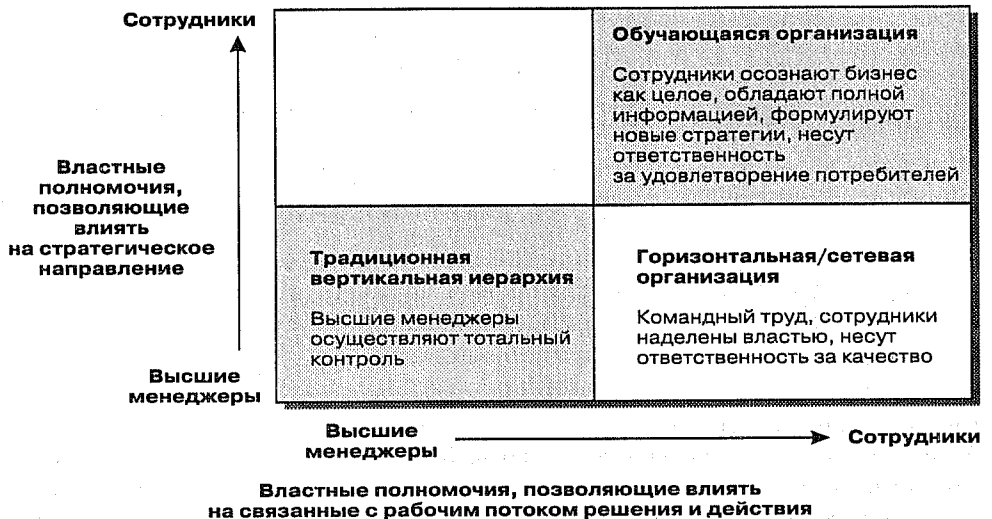 Сотрудники
Властные
полномочия,
позволяющие
влиять
на стратегическое
направление
Высшие
менеджеры
Обучающаяся организация
Сотрудники осознают бизнес
как целое, обладают полной
информацией, формулируют
новые стратегии, несут
ответственность
за удовлетворение потребителей
Традиционная
вертикальная иерархия
Высшие менеджеры
осуществляют тотальный
контроль
Горизонтальная/сетевая
организация
Командный труд, сотрудники
наделены властью, несут
ответственность за качество
Высшие
менеджеры
Сотрудники
Властные полномочия, позволяющие влиять
на связанные с рабочим потоком решения и действия